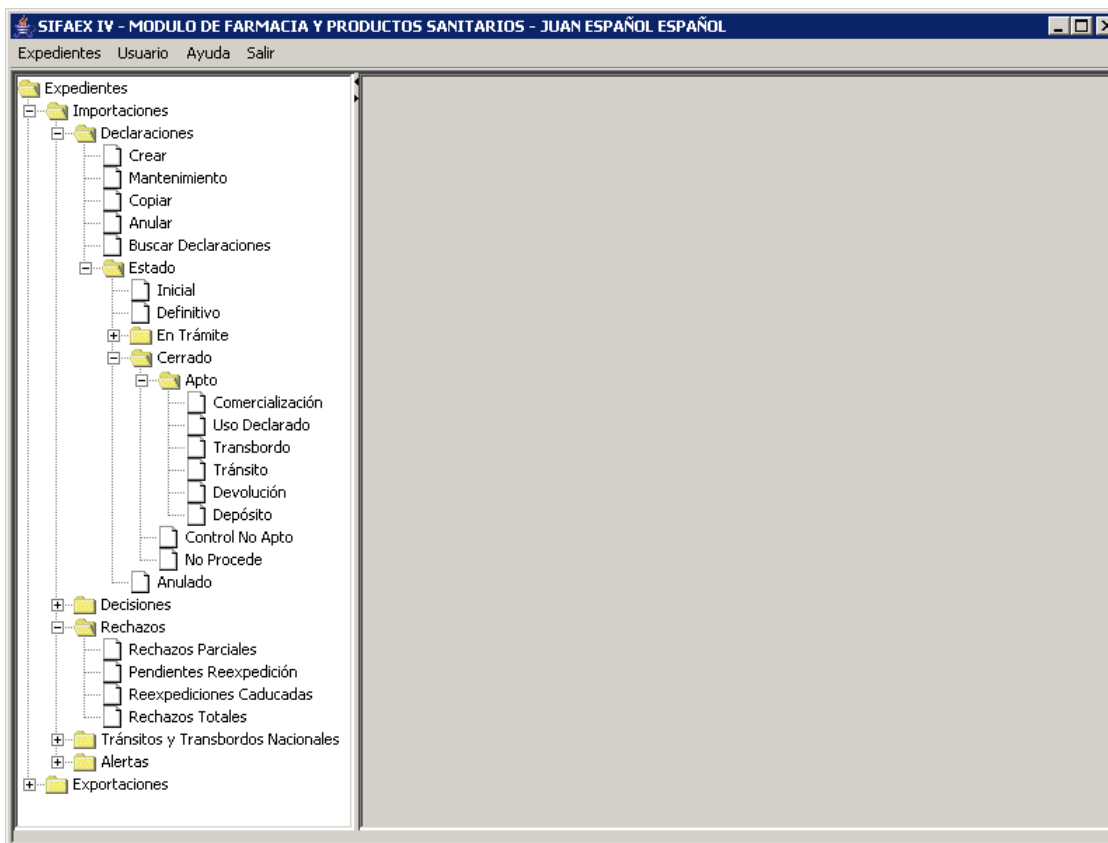 SIFAEX IV - MODULO DE FARMACIA Y PRODUCTOS SANITARIOS - JUAN ESPAÑOL ESPAÑOL
Expedientes Usuario Ayuda Salir
Expedientes
Importaciones
Declaraciones
Crear
Mantenimiento
Copiar
Anular
Buscar Declaraciones
Estado
Inicial
Definitivo
En Trámite
Cerrado
Apto
Comercialización
Uso Declarado
Transbordo
Tránsito
Devolución
Depósito
Control No Apto
No Procede
Anulado
Decisiones
Rechazos
Rechazos Parciales
Pendientes Reexpedición
Reexpediciones Caducadas
Rechazos Totales
Tránsitos y Transbordos Nacionales
Alertas
Exportaciones